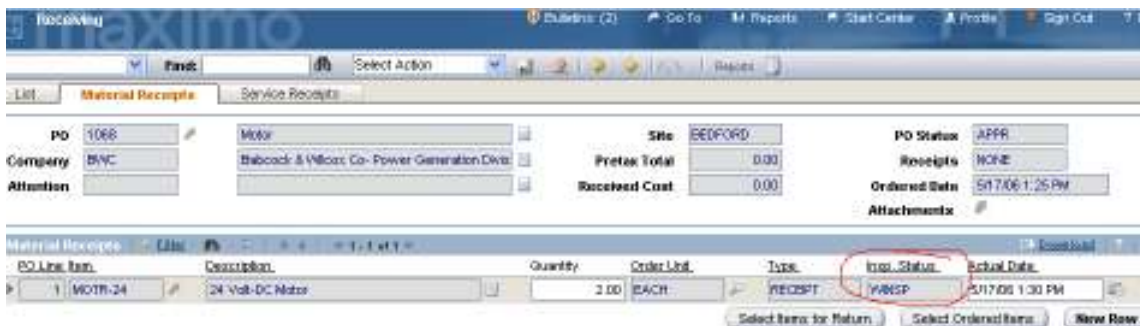 Receiving
maximo
Bulletins: (2) Go To Reports Start Center Profile Sign Out ?
Find: Select Action Reports
List Material Receipts Service Receipts
PO 1068 Motor Site BEDFORD PO Status APPR
Company BWC Babcock & Wilcox Co- Power Generation Divis Pretax Total 0.00 Receipts NONE
Attention Received Cost 0.00 Ordered Date 5/17/06 1:25 PM
Attachments
Material Receipts Filter 1 - 1 of 1 Download ?
PO Line Item Description Quantity Order Unit Type Insp. Status Actual Date
1 MOTR-24 24 Volt-DC Motor 2.00 EACH RECEIPT WINSP 5/17/06 1:30 PM
Select Items for Return Select Ordered Items New Row